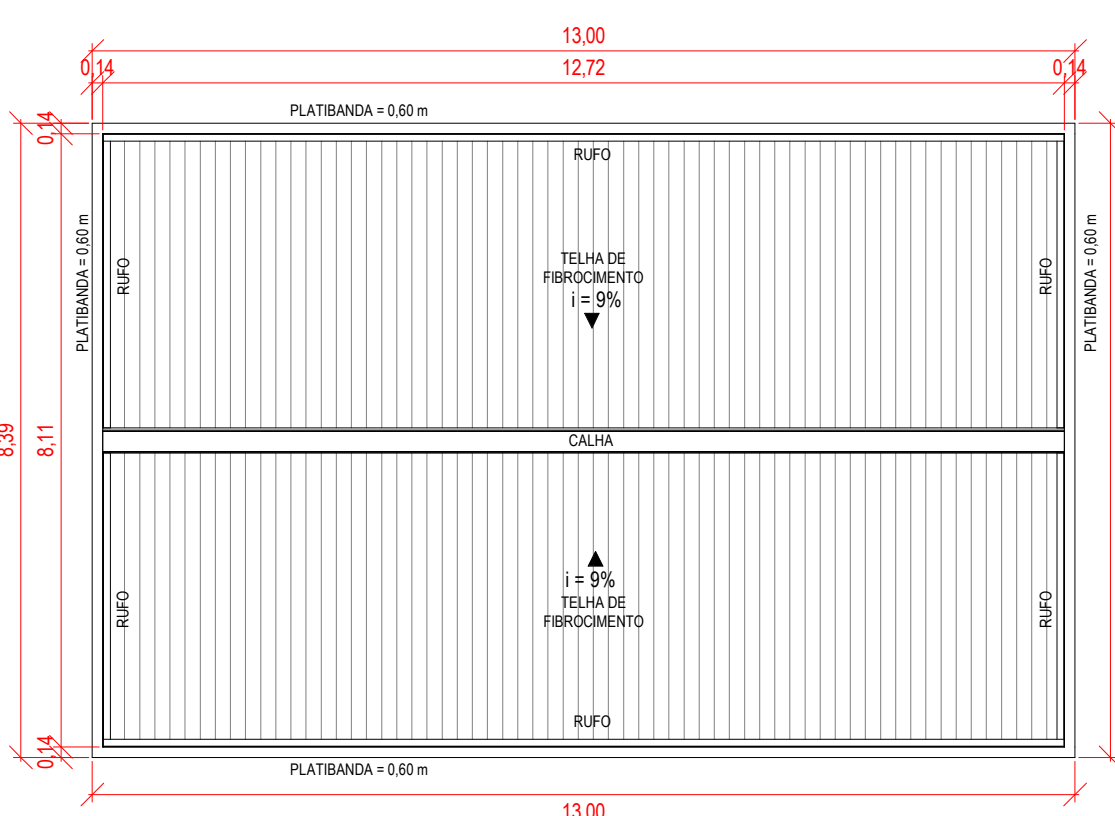 13,00
0,14
12,72
0,14
PLATIBANDA = 0,60 m
0,14
RUFO
PLATIBANDA = 0,60 m
RUFO
TELHA DE
FIBROCIMENTO
i = 9%
RUFO
PLATIBANDA = 0,60 m
8,39
8,11
CALHA
i = 9%
TELHA DE
FIBROCIMENTO
RUFO
RUFO
RUFO
0,14
PLATIBANDA = 0,60 m
13,00